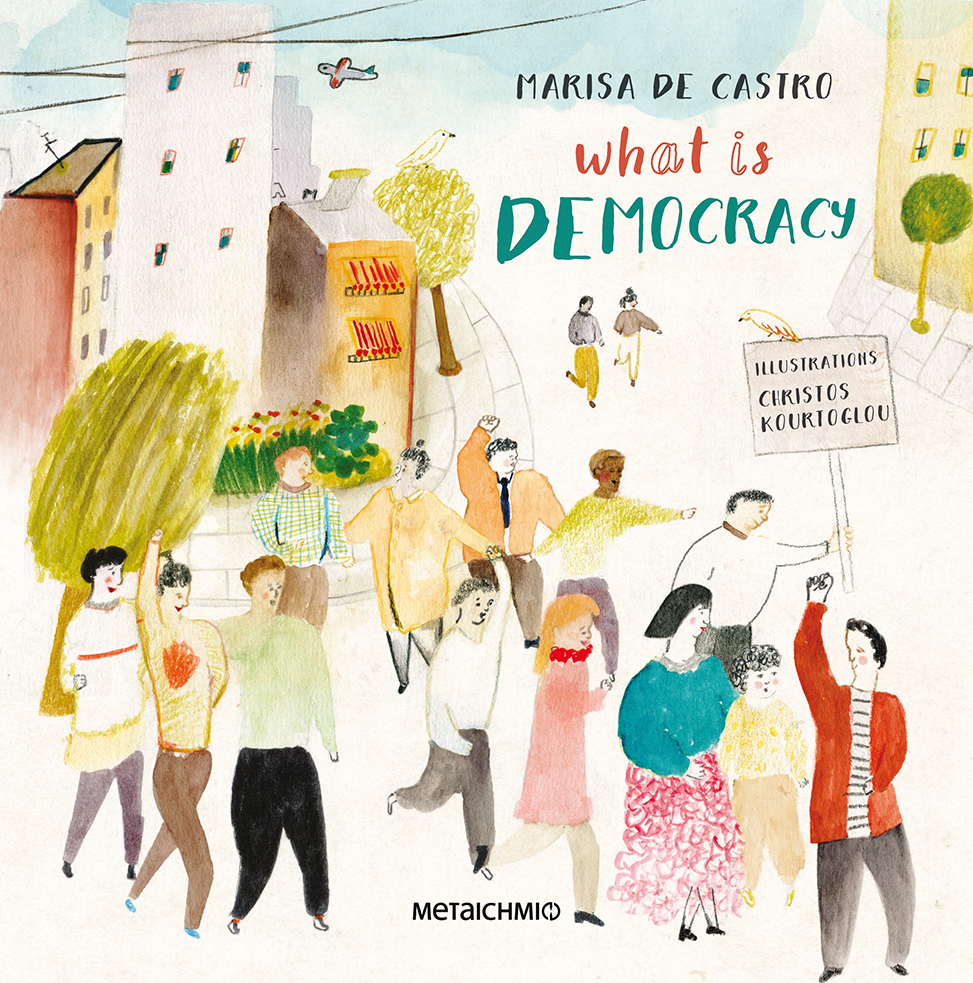 MARISA DE CASTRO
what is
DEMOCRACY
ILLUSTRATIONS
CHRISTOS
KOURTOGLOU
METAICHMIO